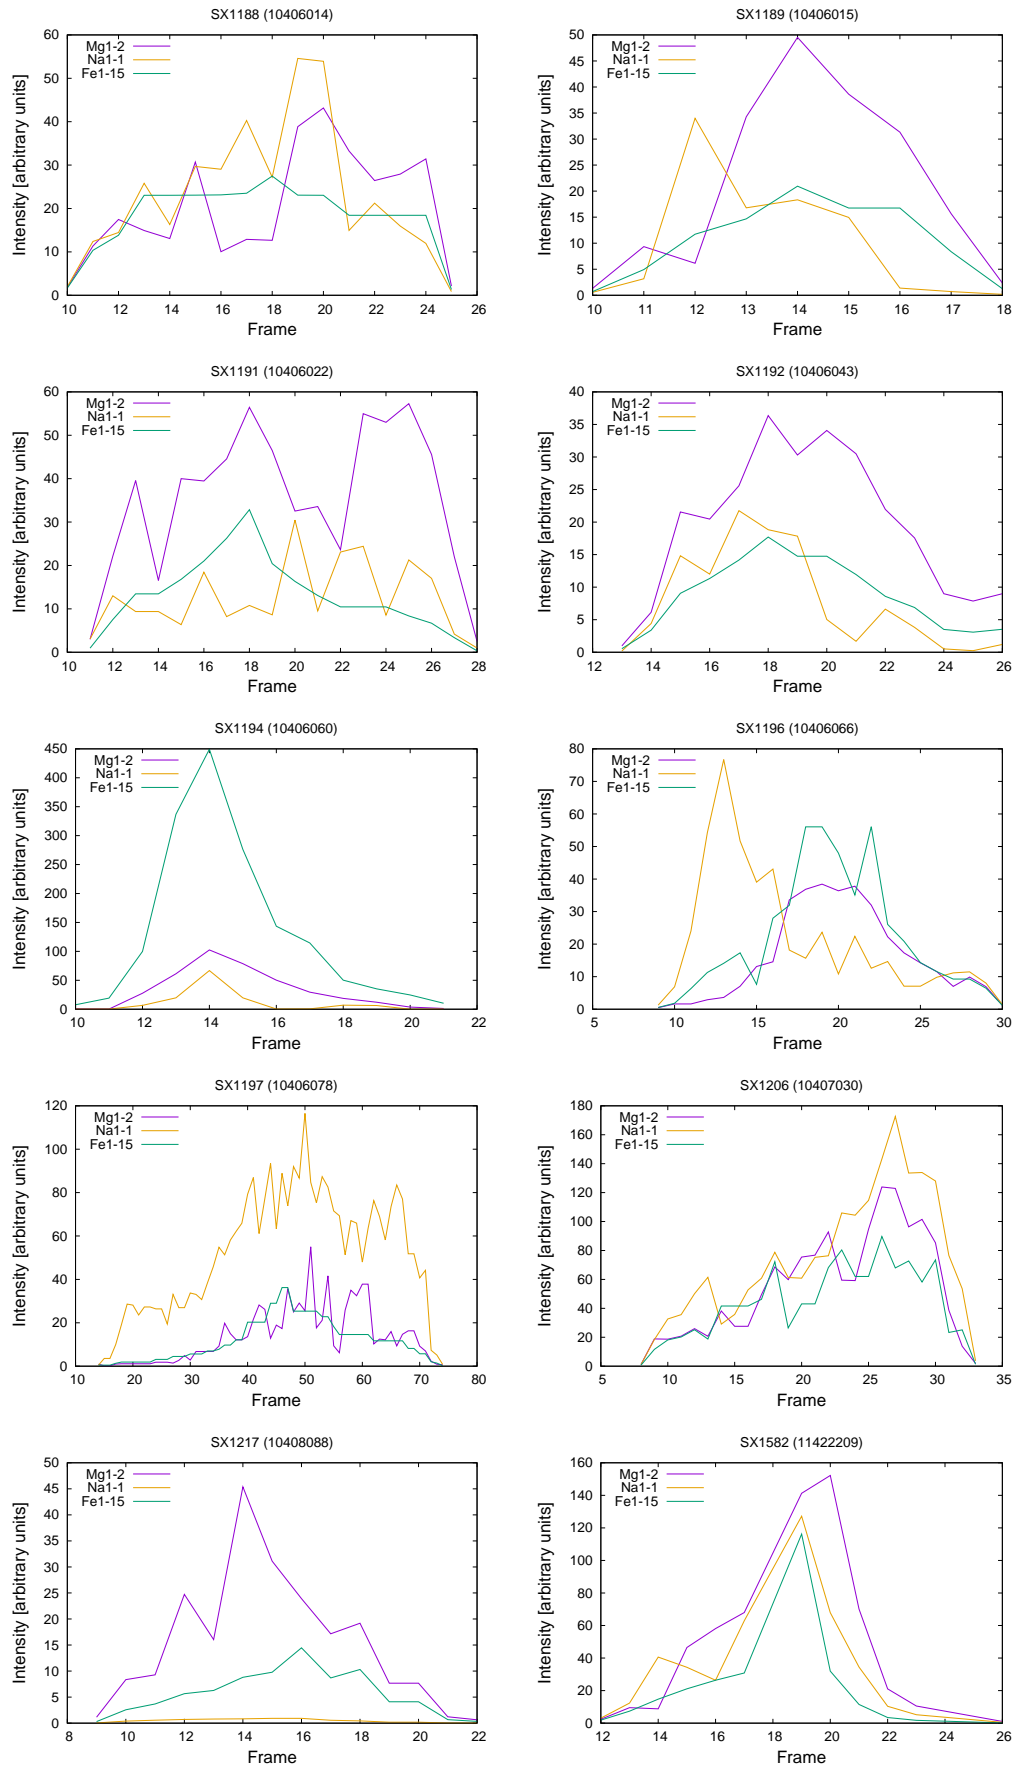 SX1188 (10406014)
Intensity [arbitrary units]
60
50
40
30
20
10
0
Mg1-2
Na1-1
Fe1-15
10 12 14 16 18 20 22 24 26
Frame
SX1189 (10406015)
Intensity [arbitrary units]
50
45
40
35
30
25
20
15
10
5
0
Mg1-2
Na1-1
Fe1-15
10 11 12 13 14 15 16 17 18
Frame
SX1191 (10406022)
Intensity [arbitrary units]
60
50
40
30
20
10
0
Mg1-2
Na1-1
Fe1-15
10 12 14 16 18 20 22 24 26 28
Frame
SX1192 (10406043)
Intensity [arbitrary units]
40
35
30
25
20
15
10
5
0
Mg1-2
Na1-1
Fe1-15
12 14 16 18 20 22 24 26
Frame
SX1194 (10406060)
Intensity [arbitrary units]
450
400
350
300
250
200
150
100
50
0
Mg1-2
Na1-1
Fe1-15
10 12 14 16 18 20 22
Frame
SX1196 (10406066)
Intensity [arbitrary units]
80
70
60
50
40
30
20
10
0
Mg1-2
Na1-1
Fe1-15
5 10 15 20 25 30
Frame
SX1197 (10406078)
Intensity [arbitrary units]
120
100
80
60
40
20
0
Mg1-2
Na1-1
Fe1-15
10 20 30 40 50 60 70 80
Frame
SX1206 (10407030)
Intensity [arbitrary units]
180
160
140
120
100
80
60
40
20
0
Mg1-2
Na1-1
Fe1-15
5 10 15 20 25 30 35
Frame
SX1217 (10408088)
Intensity [arbitrary units]
50
45
40
35
30
25
20
15
10
5
0
Mg1-2
Na1-1
Fe1-15
8 10 12 14 16 18 20 22
Frame
SX1582 (11422209)
Intensity [arbitrary units]
160
140
120
100
80
60
40
20
0
Mg1-2
Na1-1
Fe1-15
12 14 16 18 20 22 24 26
Frame